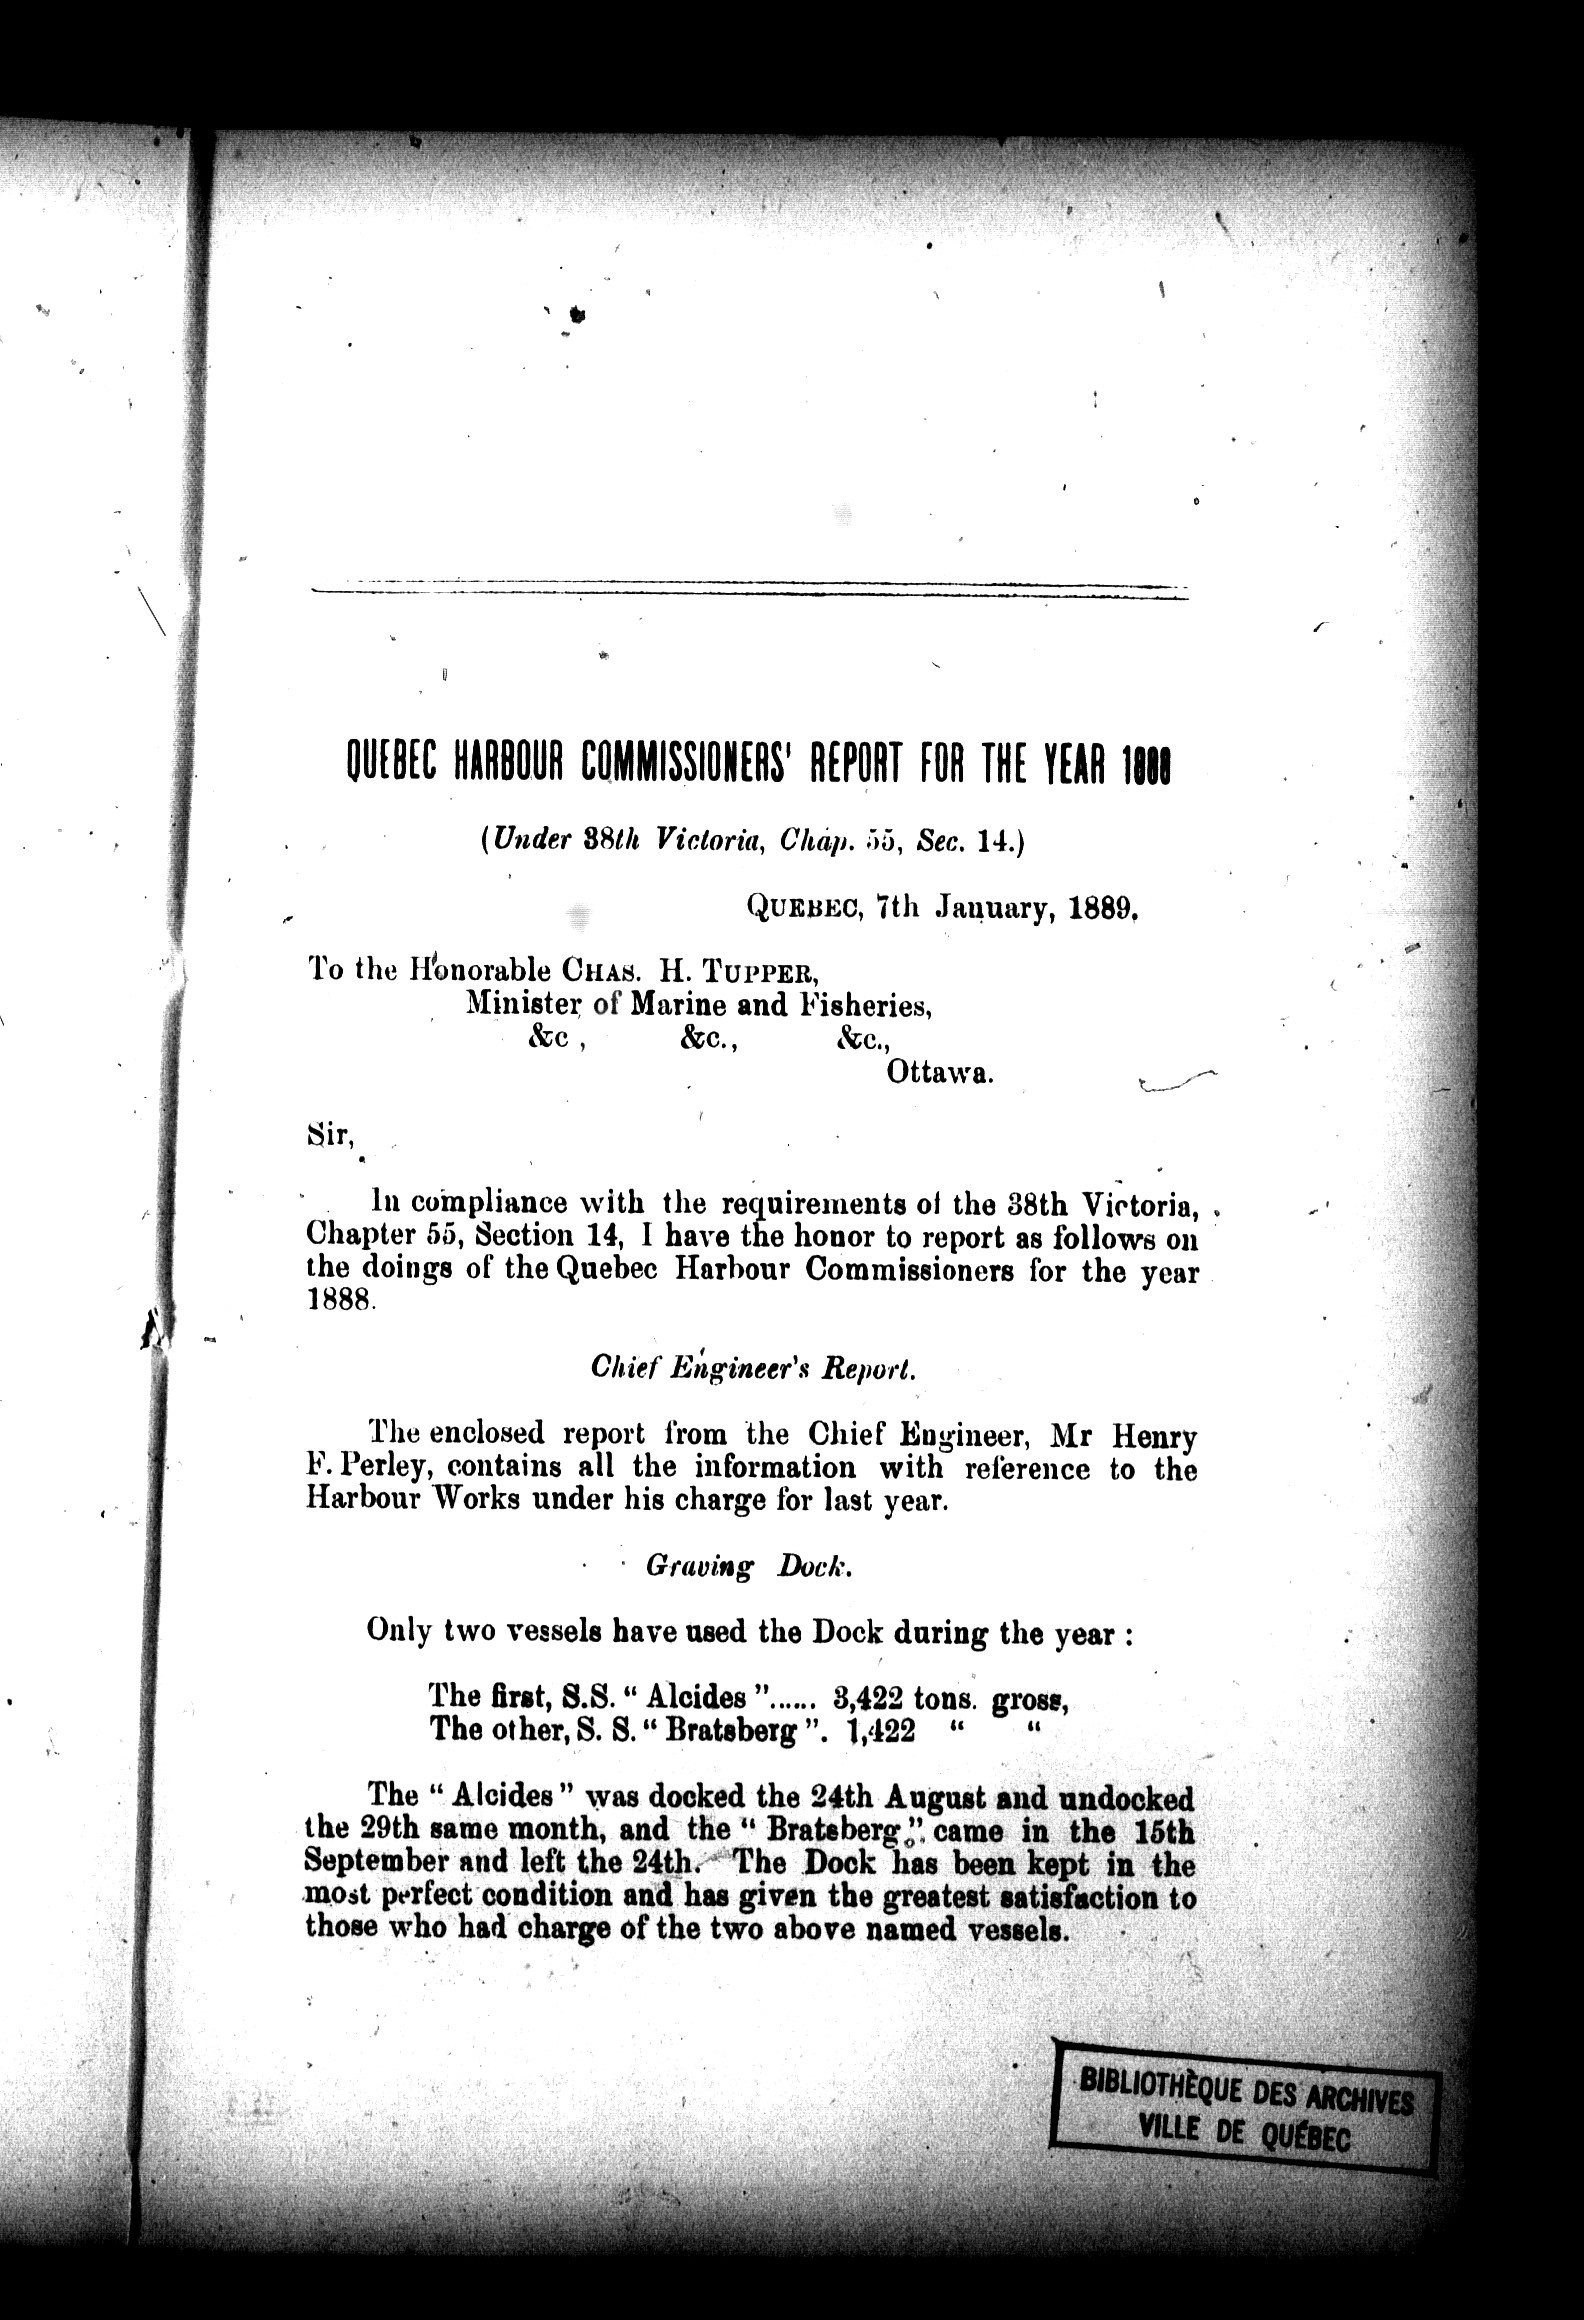 QUEBEC HARBOUR COMMISSIONERS' REPORT FOR THE YEAR 1888
(Under 38th Victoria, Chap. 55, Sec. 14.)
QUEBEC, 7th January, 1889.
To the Honorable CHAS. H. TUPPER,
Minister of Marine and Fisheries,
&c , &c., &c.,
Ottawa.
Sir,
In compliance with the requirements of the 38th Victoria,
Chapter 55, Section 14, I have the honor to report as follows on
the doings of the Quebec Harbour Commissioners for the year
1888.
Chief Engineer's Report.
The enclosed report from the Chief Engineer, Mr Henry
F. Perley, contains all the information with reference to the
Harbour Works under his charge for last year.
Graving Dock.
Only two vessels have used the Dock during the year :
The first, S.S. “ Alcides ”...... 3,422 tons. gross,
The other, S. S. “ Bratsberg ”. 1,422 “ “
The “ Alcides ” was docked the 24th August and undocked
the 29th same month, and the “ Bratsberg ” came in the 15th
September and left the 24th. The Dock has been kept in the
most perfect condition and has given the greatest satisfaction to
those who had charge of the two above named vessels.
BIBLIOTHÈQUE DES ARCHIVES
VILLE DE QUÉBEC